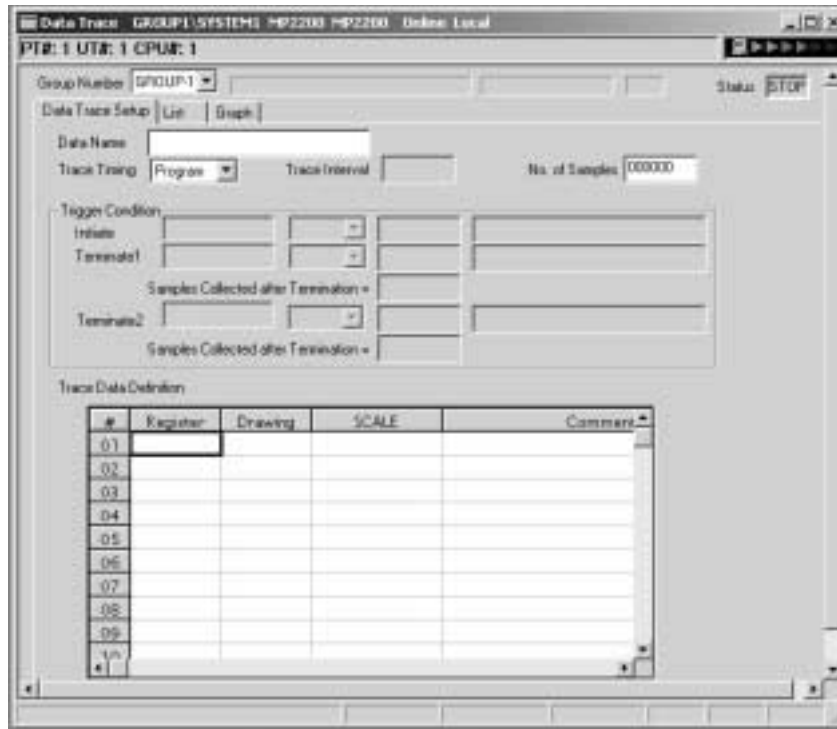 Data Trace GROUP1\SYSTEM1 MP2200 MP2200 Online Local
PT#: 1 UT#: 1 CPU#: 1
Group Number GROUP-1 Status STOP
Data Trace Setup List Graph
Data Name
Trace Timing Program Trace Interval No. of Samples 000000
Trigger Condition
Initiate
Terminate1
Samples Collected after Termination =
Terminate2
Samples Collected after Termination =
Trace Data Definition
# Register Drawing SCALE Comment
01
02
03
04
05
06
07
08
09
10